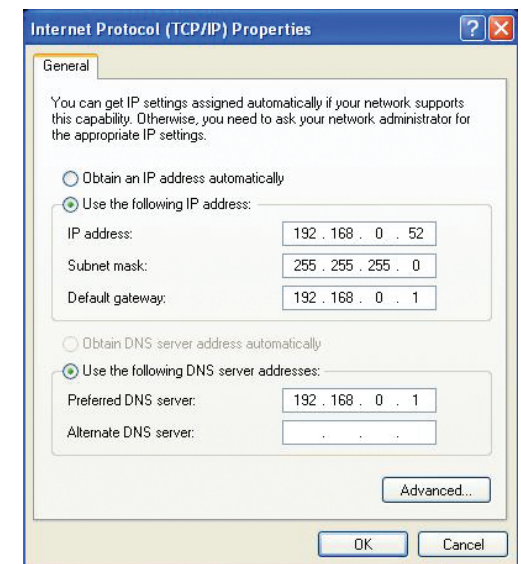 Internet Protocol (TCP/IP) Properties
General
You can get IP settings assigned automatically if your network supports
this capability. Otherwise, you need to ask your network administrator for
the appropriate IP settings.
Obtain an IP address automatically
Use the following IP address:
IP address: 192 . 168 . 0 . 52
Subnet mask: 255 . 255 . 255 . 0
Default gateway: 192 . 168 . 0 . 1
Obtain DNS server address automatically
Use the following DNS server addresses:
Preferred DNS server: 192 . 168 . 0 . 1
Alternate DNS server: . . .
Advanced...
OK Cancel